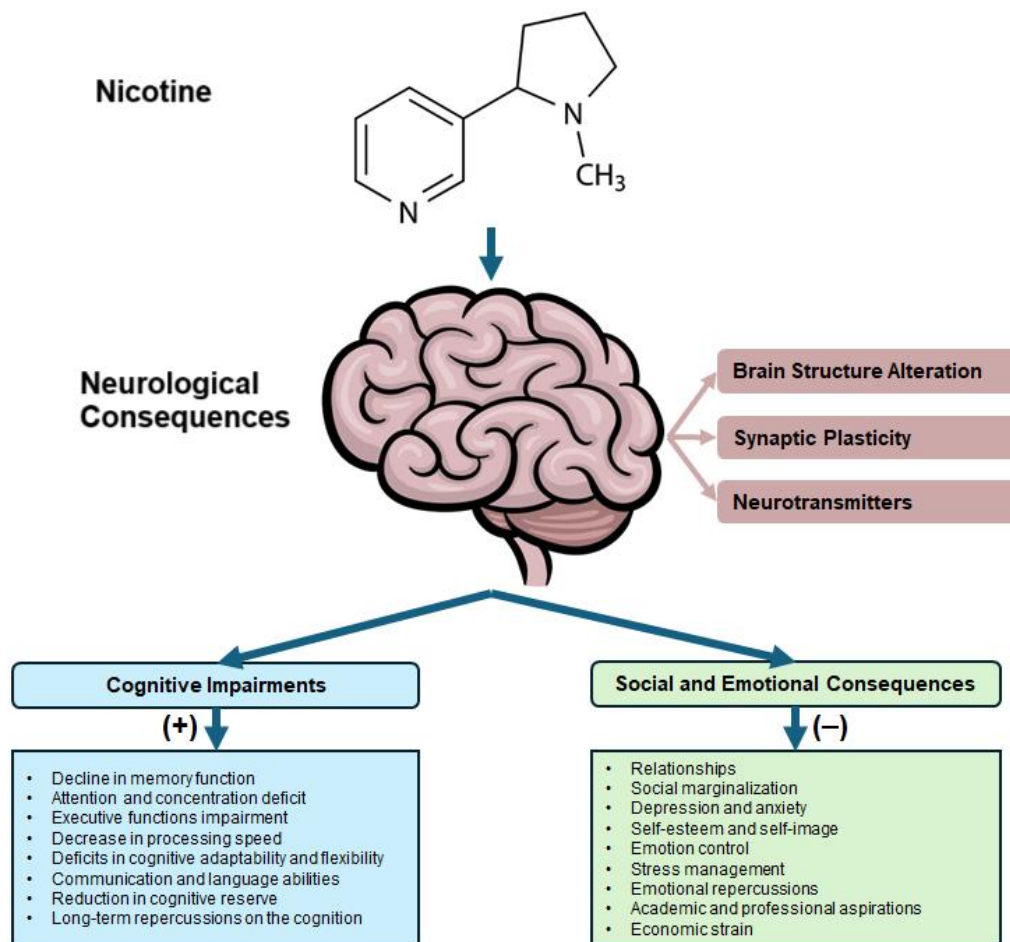 Nicotine
N
CH3
N
Neurological
Consequences
Brain Structure Alteration
Synaptic Plasticity
Neurotransmitters
Cognitive Impairments
(+)
• Decline in memory function
• Attention and concentration deficit
• Executive functions impairment
• Decrease in processing speed
• Deficits in cognitive adaptability and flexibility
• Communication and language abilities
• Reduction in cognitive reserve
• Long-term repercussions on the cognition
Social and Emotional Consequences
(–)
• Relationships
• Social marginalization
• Depression and anxiety
• Self-esteem and self-image
• Emotion control
• Stress management
• Emotional repercussions
• Academic and professional aspirations
• Economic strain